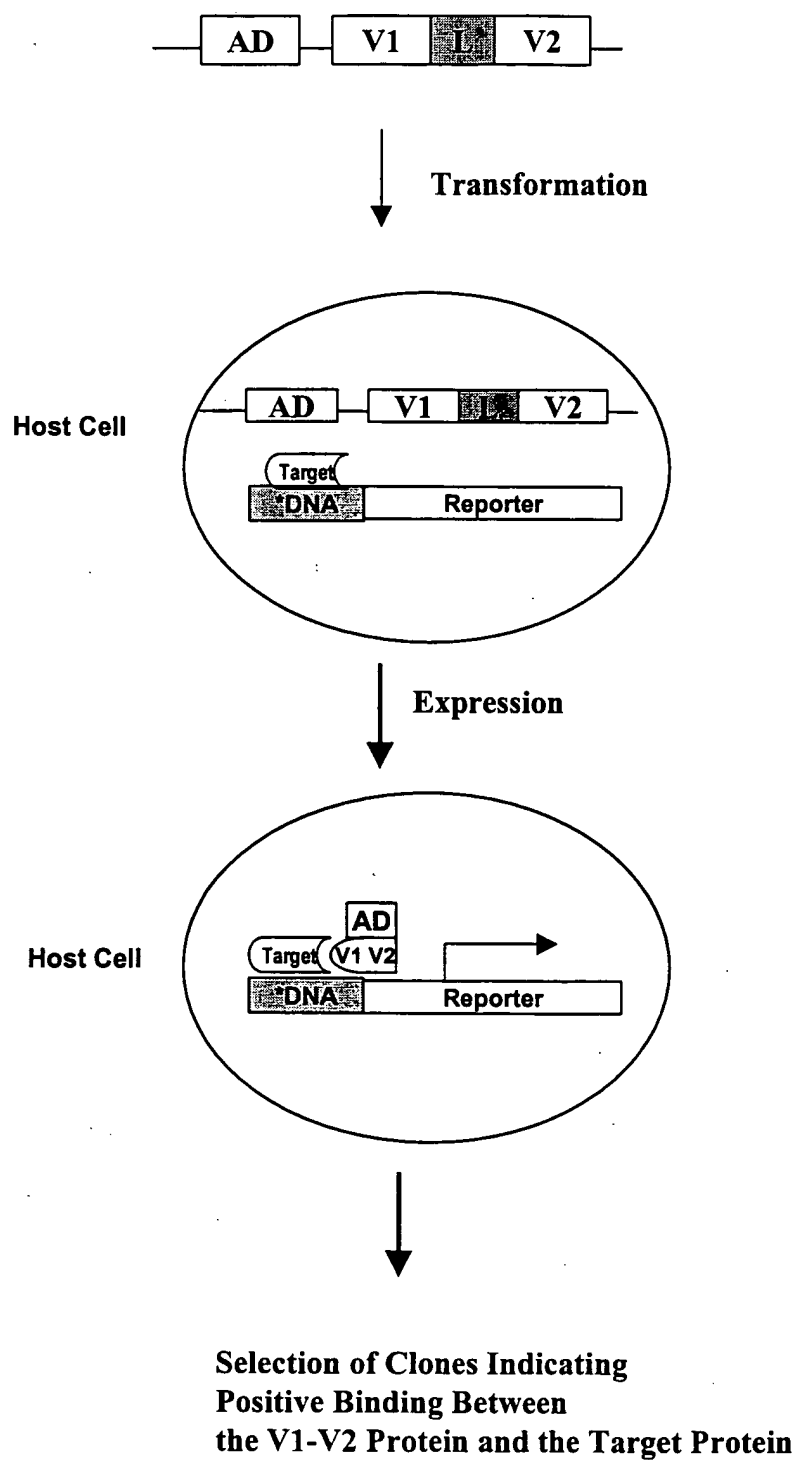 AD V1 L* V2
Transformation
Host Cell
AD V1 V2
Target
*DNA Reporter
Expression
Host Cell
AD
Target V1 V2
*DNA Reporter
Selection of Clones Indicating
Positive Binding Between
the V1-V2 Protein and the Target Protein